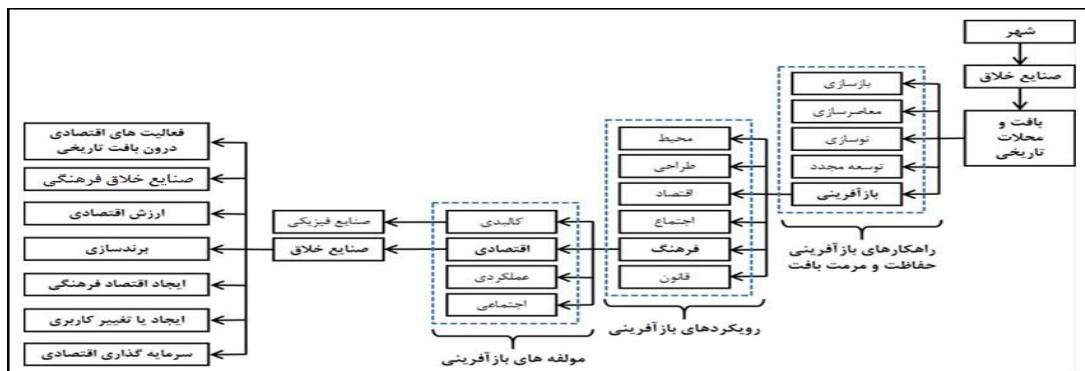 شهر
صنایع خلاق
بافت و
محلات
تاریخی
بازسازی
معاصرسازی
نوسازی
توسعه مجدد
بازآفرینی
راهکارهای بازآفرینی
حفاظت و مرمت بافت
محیط
طراحی
اقتصاد
اجتماع
فرهنگ
قانون
رویکردهای بازآفرینی
کالبدی
اقتصادی
عملکردی
اجتماعی
مولفه های بازآفرینی
صنایع فیزیکی
صنایع خلاق
فعالیت های اقتصادی
درون بافت تاریخی
صنایع خلاق فرهنگی
ارزش اقتصادی
برندسازی
ایجاد اقتصاد فرهنگی
ایجاد یا تغییر کاربری
سرمایه گذاری اقتصادی